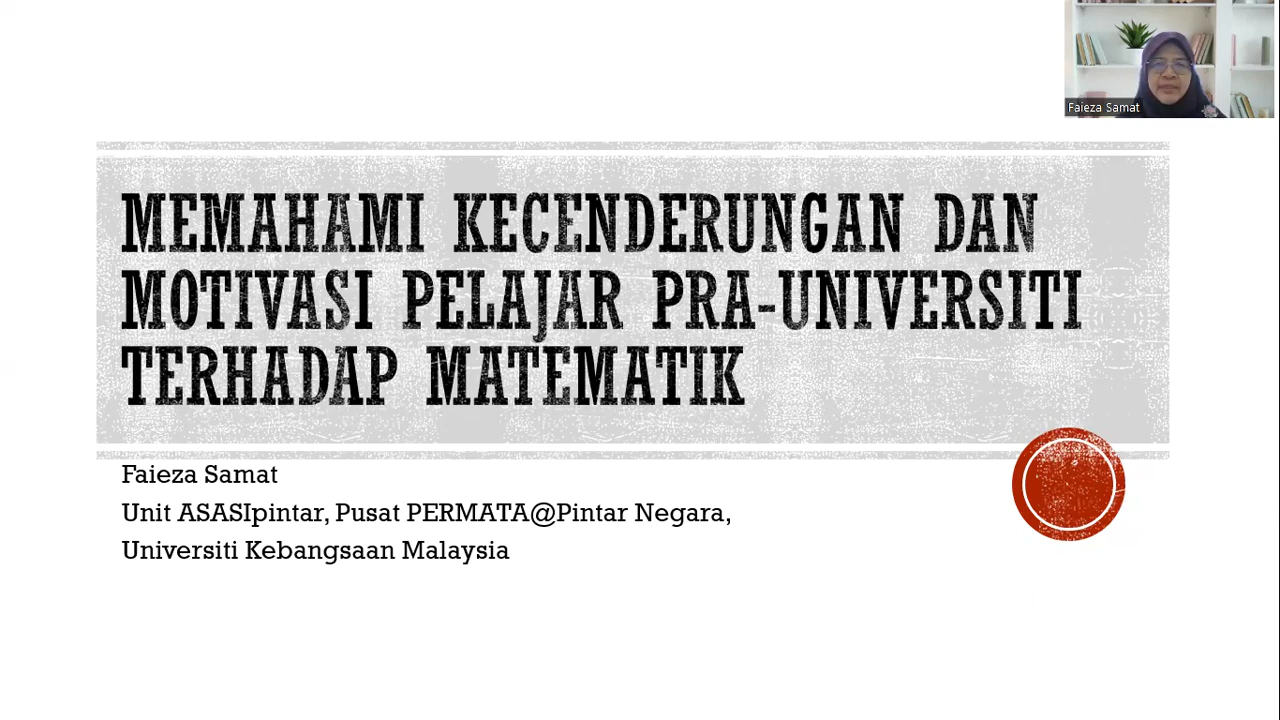 Faieza Samat
MEMAHAMI KECENDERUNGAN DAN
MOTIVASI PELAJAR PRA-UNIVERSITI
TERHADAP MATEMATIK
Faieza Samat
Unit ASASIpintar, Pusat PERMATA@Pintar Negara,
Universiti Kebangsaan Malaysia